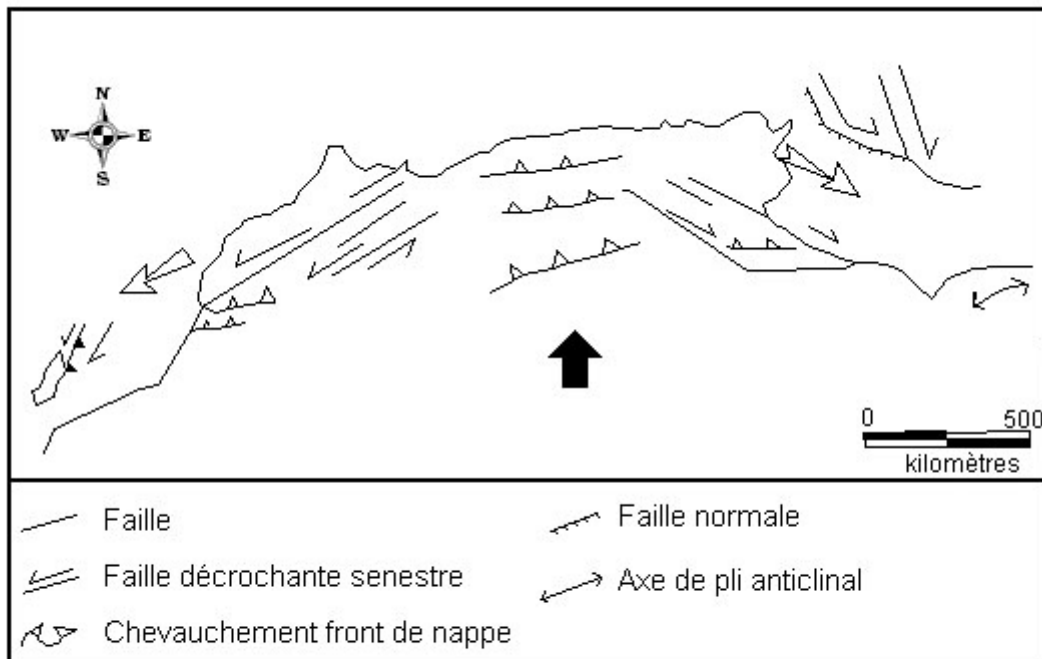 N
W E
S
0 500
kilomètres
Faille
Faille normale
Faille décrochante senestre
Axe de pli anticlinal
Chevauchement front de nappe